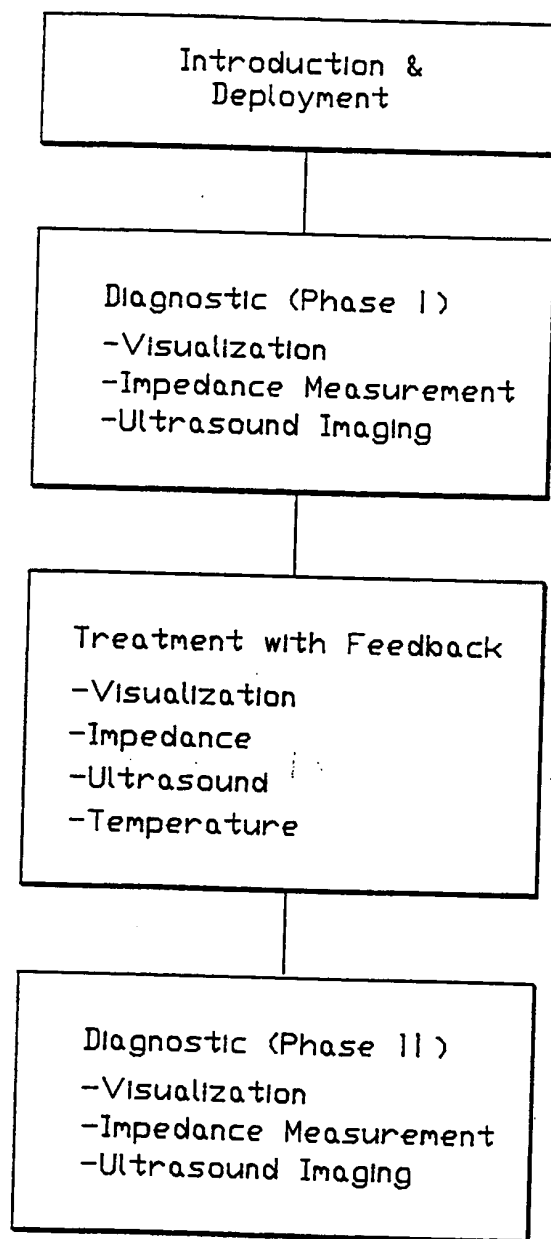 Introduction &
Deployment
Diagnostic (Phase I)
-Visualization
-Impedance Measurement
-Ultrasound Imaging
Treatment with Feedback
-Visualization
-Impedance
-Ultrasound
-Temperature
Diagnostic (Phase II)
-Visualization
-Impedance Measurement
-Ultrasound Imaging